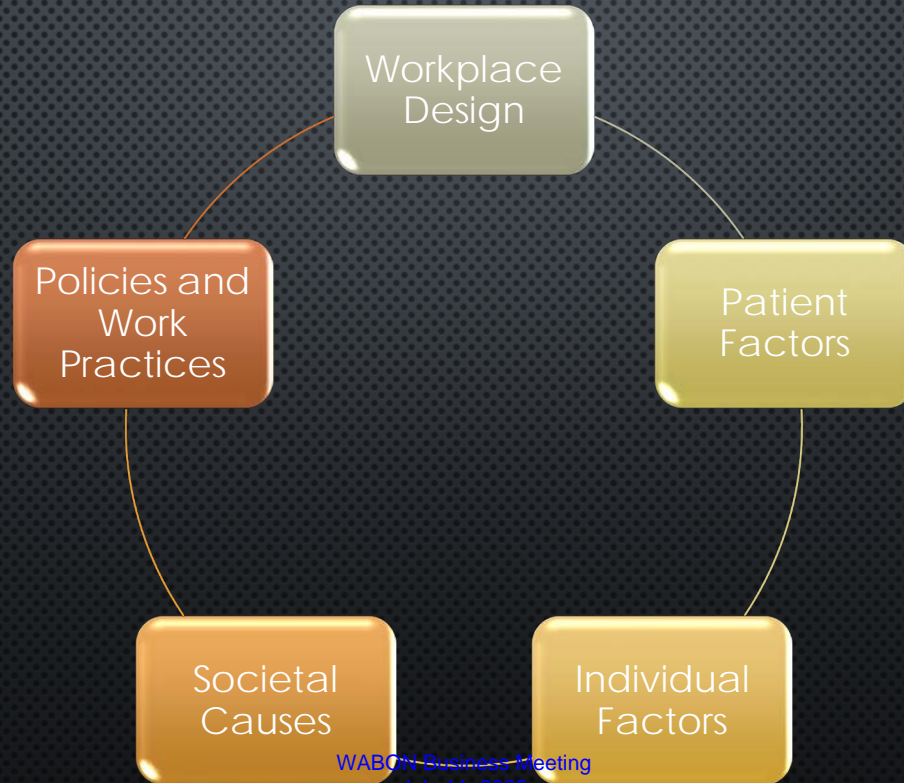 Workplace
Design
Policies and
Work
Practices
Patient
Factors
Societal
Causes
Individual
Factors
WABON Business Meeting